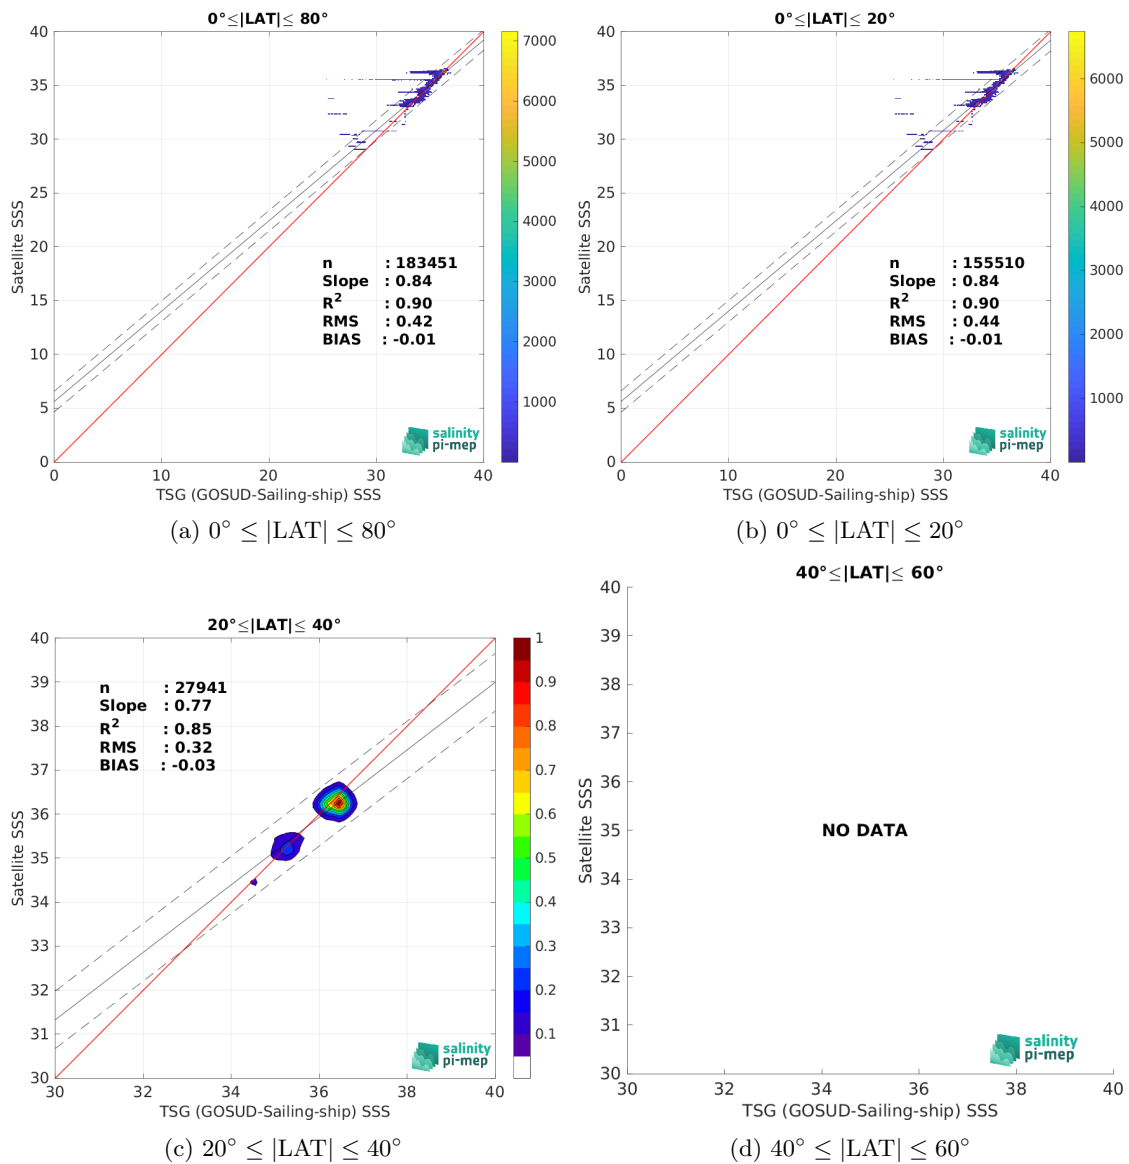 0°≤|LAT|≤ 80°
40
35
30
25
20
15
10
5
0
Satellite SSS
n : 183451
Slope : 0.84
R2 : 0.90
RMS : 0.42
BIAS : -0.01
salinity
pi-mep
0 10 20 30 40
TSG (GOSUD-Sailing-ship) SSS
7000
6000
5000
4000
3000
2000
1000
(a) 0° ≤ |LAT| ≤ 80°
0°≤|LAT|≤ 20°
40
35
30
25
20
15
10
5
0
Satellite SSS
n : 155510
Slope : 0.84
R2 : 0.90
RMS : 0.44
BIAS : -0.01
salinity
pi-mep
0 10 20 30 40
TSG (GOSUD-Sailing-ship) SSS
6000
5000
4000
3000
2000
1000
(b) 0° ≤ |LAT| ≤ 20°
20°≤|LAT|≤ 40°
40
39
38
37
36
35
34
33
32
31
30
Satellite SSS
n : 27941
Slope : 0.77
R2 : 0.85
RMS : 0.32
BIAS : -0.03
salinity
pi-mep
30 32 34 36 38 40
TSG (GOSUD-Sailing-ship) SSS
1
0.9
0.8
0.7
0.6
0.5
0.4
0.3
0.2
0.1
(c) 20° ≤ |LAT| ≤ 40°
40°≤|LAT|≤ 60°
40
39
38
37
36
35
34
33
32
31
30
Satellite SSS
NO DATA
salinity
pi-mep
30 32 34 36 38 40
TSG (GOSUD-Sailing-ship) SSS
(d) 40° ≤ |LAT| ≤ 60°